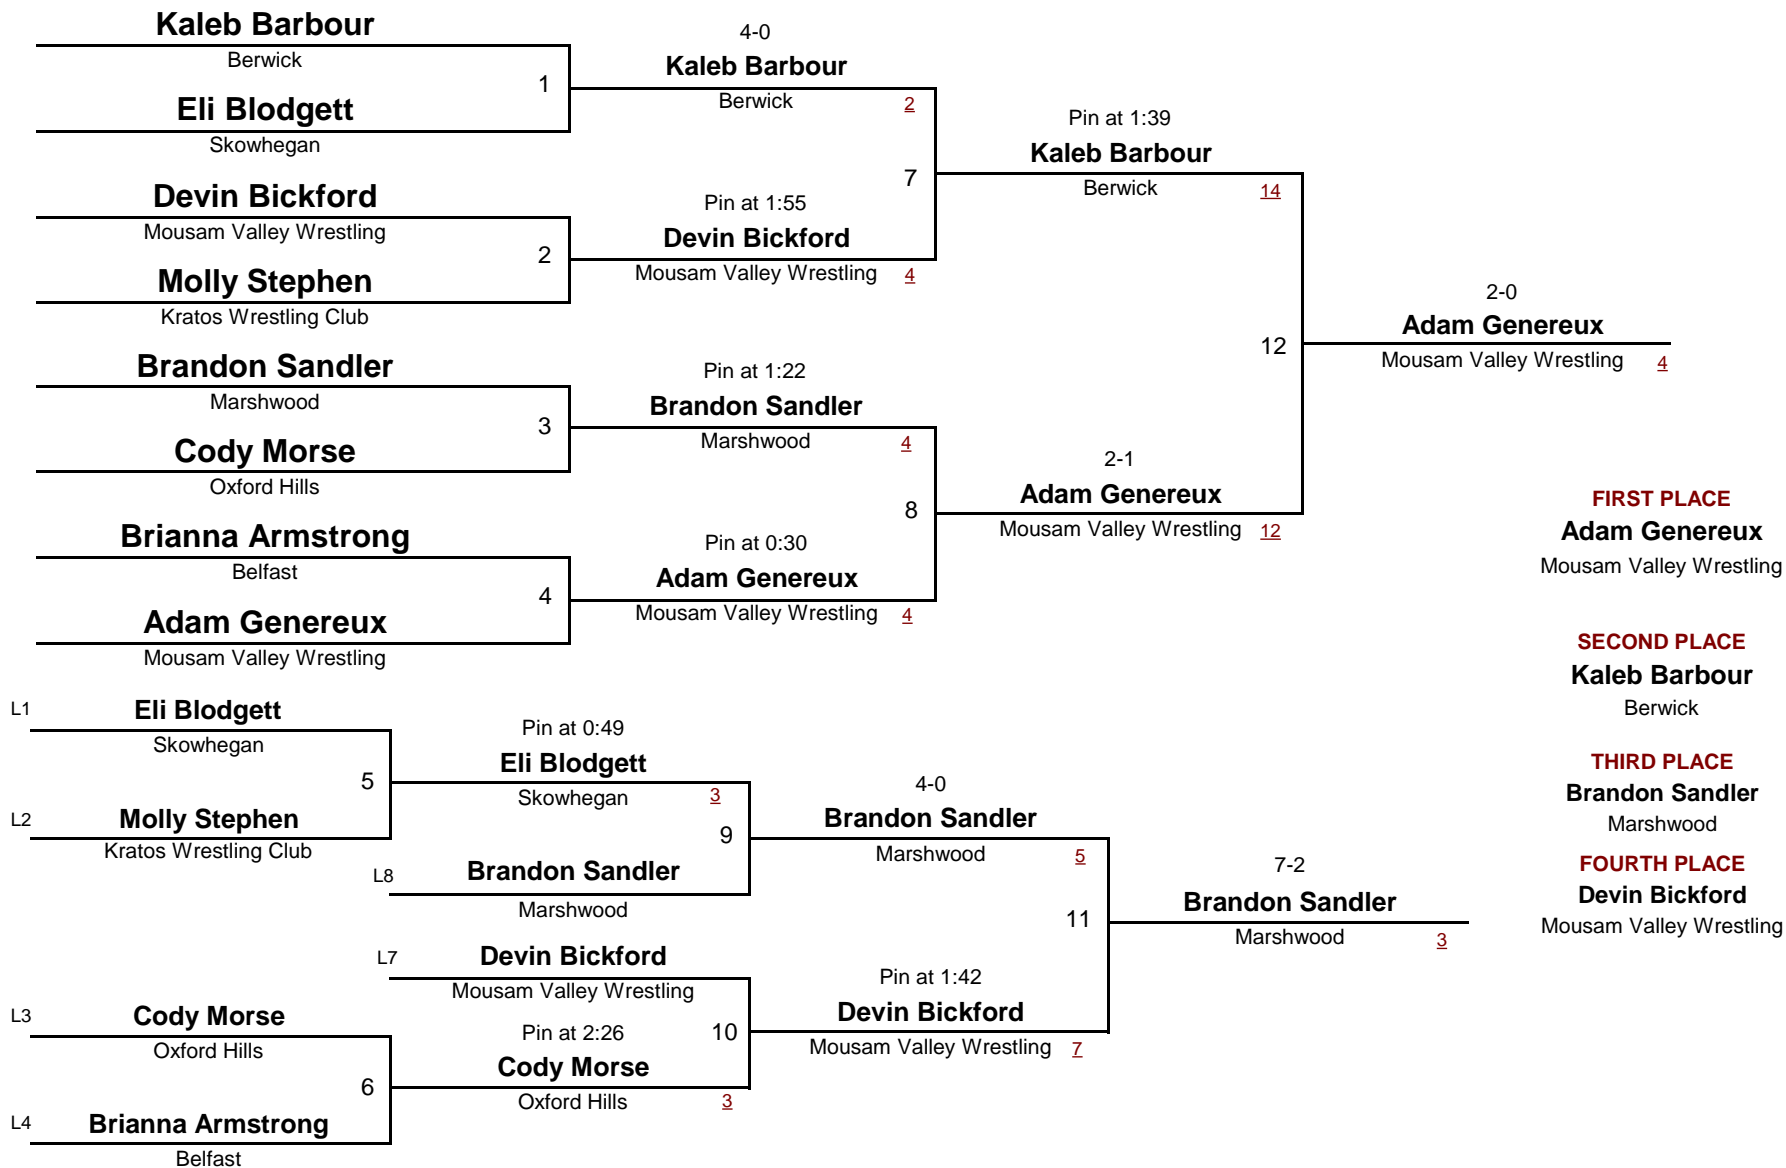 Kaleb Barbour
Berwick
1
Eli Blodgett
Skowhegan
Devin Bickford
Mousam Valley Wrestling
2
Molly Stephen
Kratos Wrestling Club
Brandon Sandler
Marshwood
3
Cody Morse
Oxford Hills
Brianna Armstrong
Belfast
4
Adam Genereux
Mousam Valley Wrestling
4-0
Kaleb Barbour
Berwick 2
7
Pin at 1:55
Devin Bickford
Mousam Valley Wrestling 4
Pin at 1:22
Brandon Sandler
Marshwood 4
8
Pin at 0:30
Adam Genereux
Mousam Valley Wrestling 4
Pin at 1:39
Kaleb Barbour
Berwick 14
12
2-1
Adam Genereux
Mousam Valley Wrestling 12
2-0
Adam Genereux
Mousam Valley Wrestling 4
FIRST PLACE
Adam Genereux
Mousam Valley Wrestling
SECOND PLACE
Kaleb Barbour
Berwick
THIRD PLACE
Brandon Sandler
Marshwood
FOURTH PLACE
Devin Bickford
Mousam Valley Wrestling
L1 Eli Blodgett
Skowhegan
5
L2 Molly Stephen
Kratos Wrestling Club
L3 Cody Morse
Oxford Hills
6
L4 Brianna Armstrong
Belfast
Pin at 0:49
Eli Blodgett
Skowhegan 3
9
L8 Brandon Sandler
Marshwood
L7 Devin Bickford
Mousam Valley Wrestling
10
Pin at 2:26
Cody Morse
Oxford Hills 3
4-0
Brandon Sandler
Marshwood 5
11
Pin at 1:42
Devin Bickford
Mousam Valley Wrestling 7
7-2
Brandon Sandler
Marshwood 3